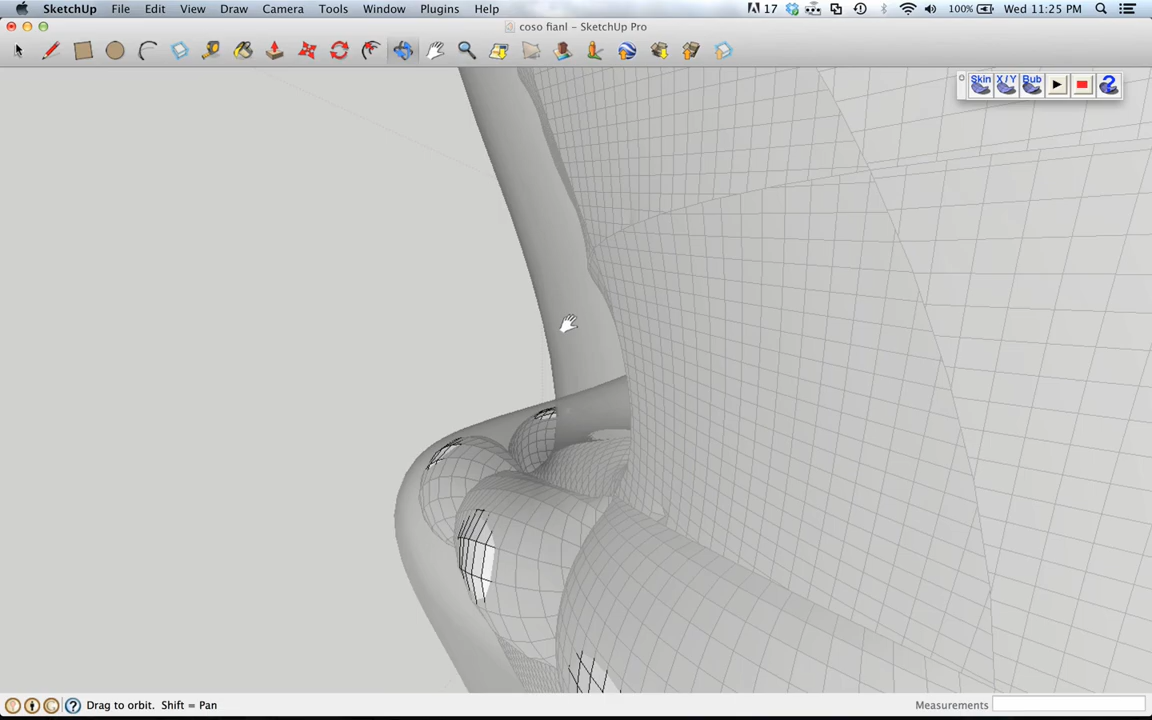 SketchUp File Edit View Draw Camera Tools Window Plugins Help 17 100% Wed 11:25 PM
coso fianl – SketchUp Pro
Skin X/Y Bub ?
Drag to orbit. Shift = Pan Measurements